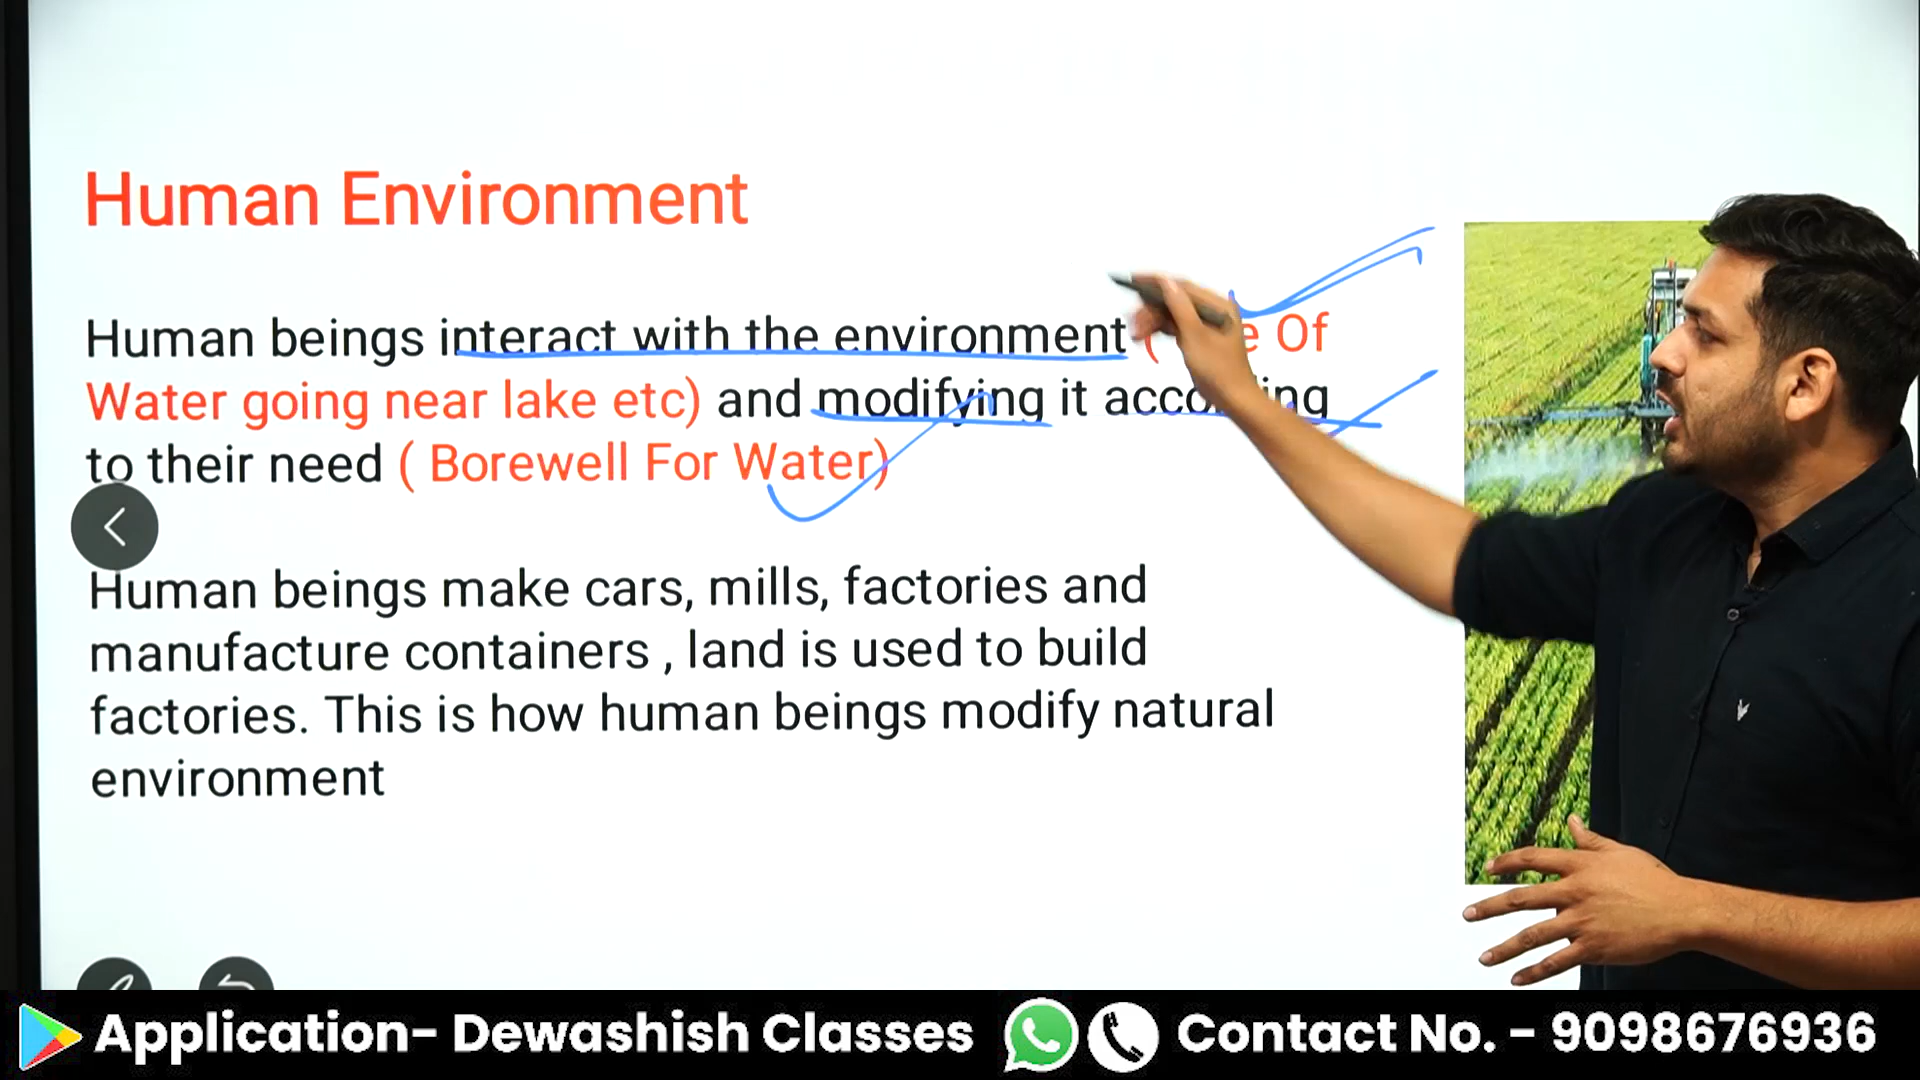 Human Environment
Human beings interact with the environment ( e Of
Water going near lake etc) and modifying it according
to their need ( Borewell For Water)
Human beings make cars, mills, factories and
manufacture containers , land is used to build
factories. This is how human beings modify natural
environment
Application- Dewashish Classes Contact No. - 9098676936